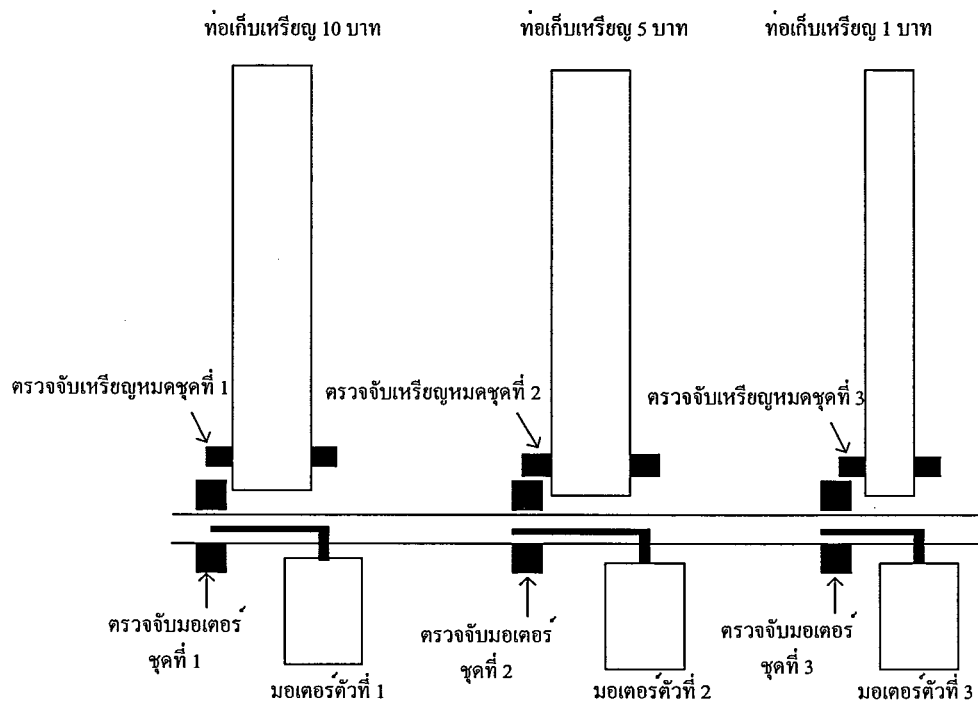 ท่อเก็บเหรียญ 10 บาท
ท่อเก็บเหรียญ 5 บาท
ท่อเก็บเหรียญ 1 บาท
ตรวจจับเหรียญหมดชุดที่ 1
ตรวจจับเหรียญหมดชุดที่ 2
ตรวจจับเหรียญหมดชุดที่ 3
ตรวจจับมอเตอร์
ชุดที่ 1
ตรวจจับมอเตอร์
ชุดที่ 2
ตรวจจับมอเตอร์
ชุดที่ 3
มอเตอร์ตัวที่ 1
มอเตอร์ตัวที่ 2
มอเตอร์ตัวที่ 3